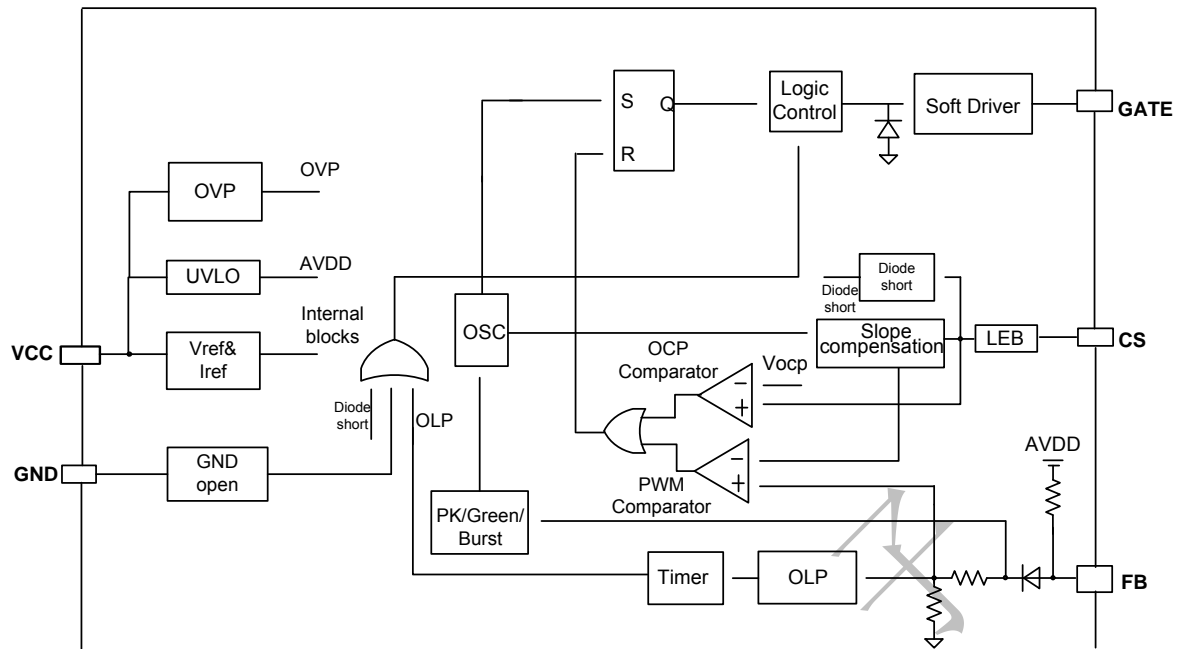 S
Q
R
Logic
Control
Soft Driver
GATE
OVP
OVP
UVLO
AVDD
Vref&
Iref
Internal
blocks
VCC
OSC
Diode
short
Diode
short
Slope
compensation
LEB
CS
OCP
Comparator
Vocp
−
+
Diode
short
OLP
GND
GND
open
PK/Green/
Burst
PWM
Comparator
−
+
AVDD
Timer
OLP
FB